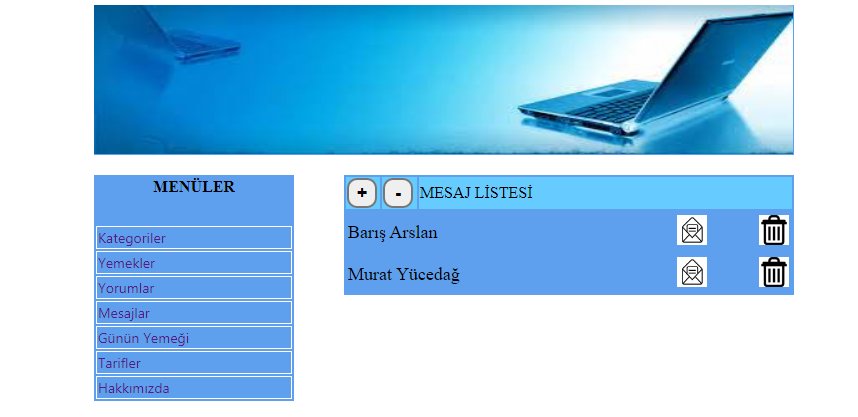 MENÜLER
Kategoriler
Yemekler
Yorumlar
Mesajlar
Günün Yemeği
Tarifler
Hakkımızda
+ - MESAJ LİSTESİ
Barış Arslan
Murat Yücedağ